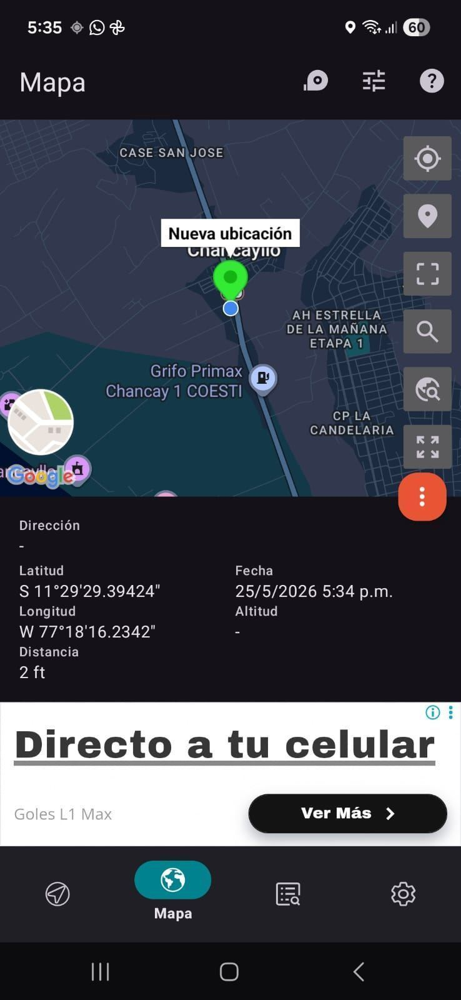 5:35
60
Mapa
CASE SAN JOSE
Nueva ubicación
Chancayllo
AH ESTRELLA
DE LA MAÑANA
ETAPA 1
Grifo Primax
Chancay 1 COESTI
CP LA
CANDELARIA
Google
Dirección
-
Latitud
Fecha
S 11°29'29.39424"
25/5/2026 5:34 p.m.
Longitud
Altitud
W 77°18'16.2342"
-
Distancia
2 ft
Directo a tu celular
Goles L1 Max
Ver Más
Mapa